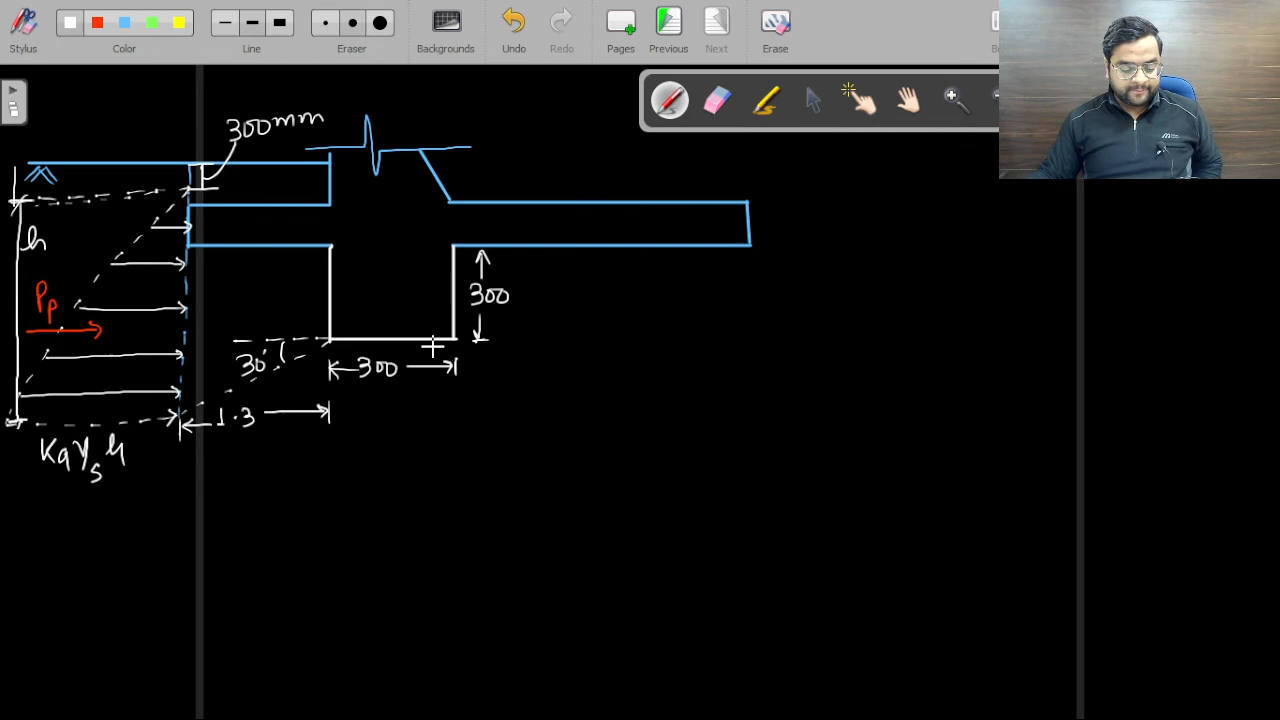 Stylus
Color
Line
Eraser
Backgrounds
Undo
Redo
Pages
Previous
Next
Erase
300mm
h
Pp
300
30°
300
1.3
Kaγsh